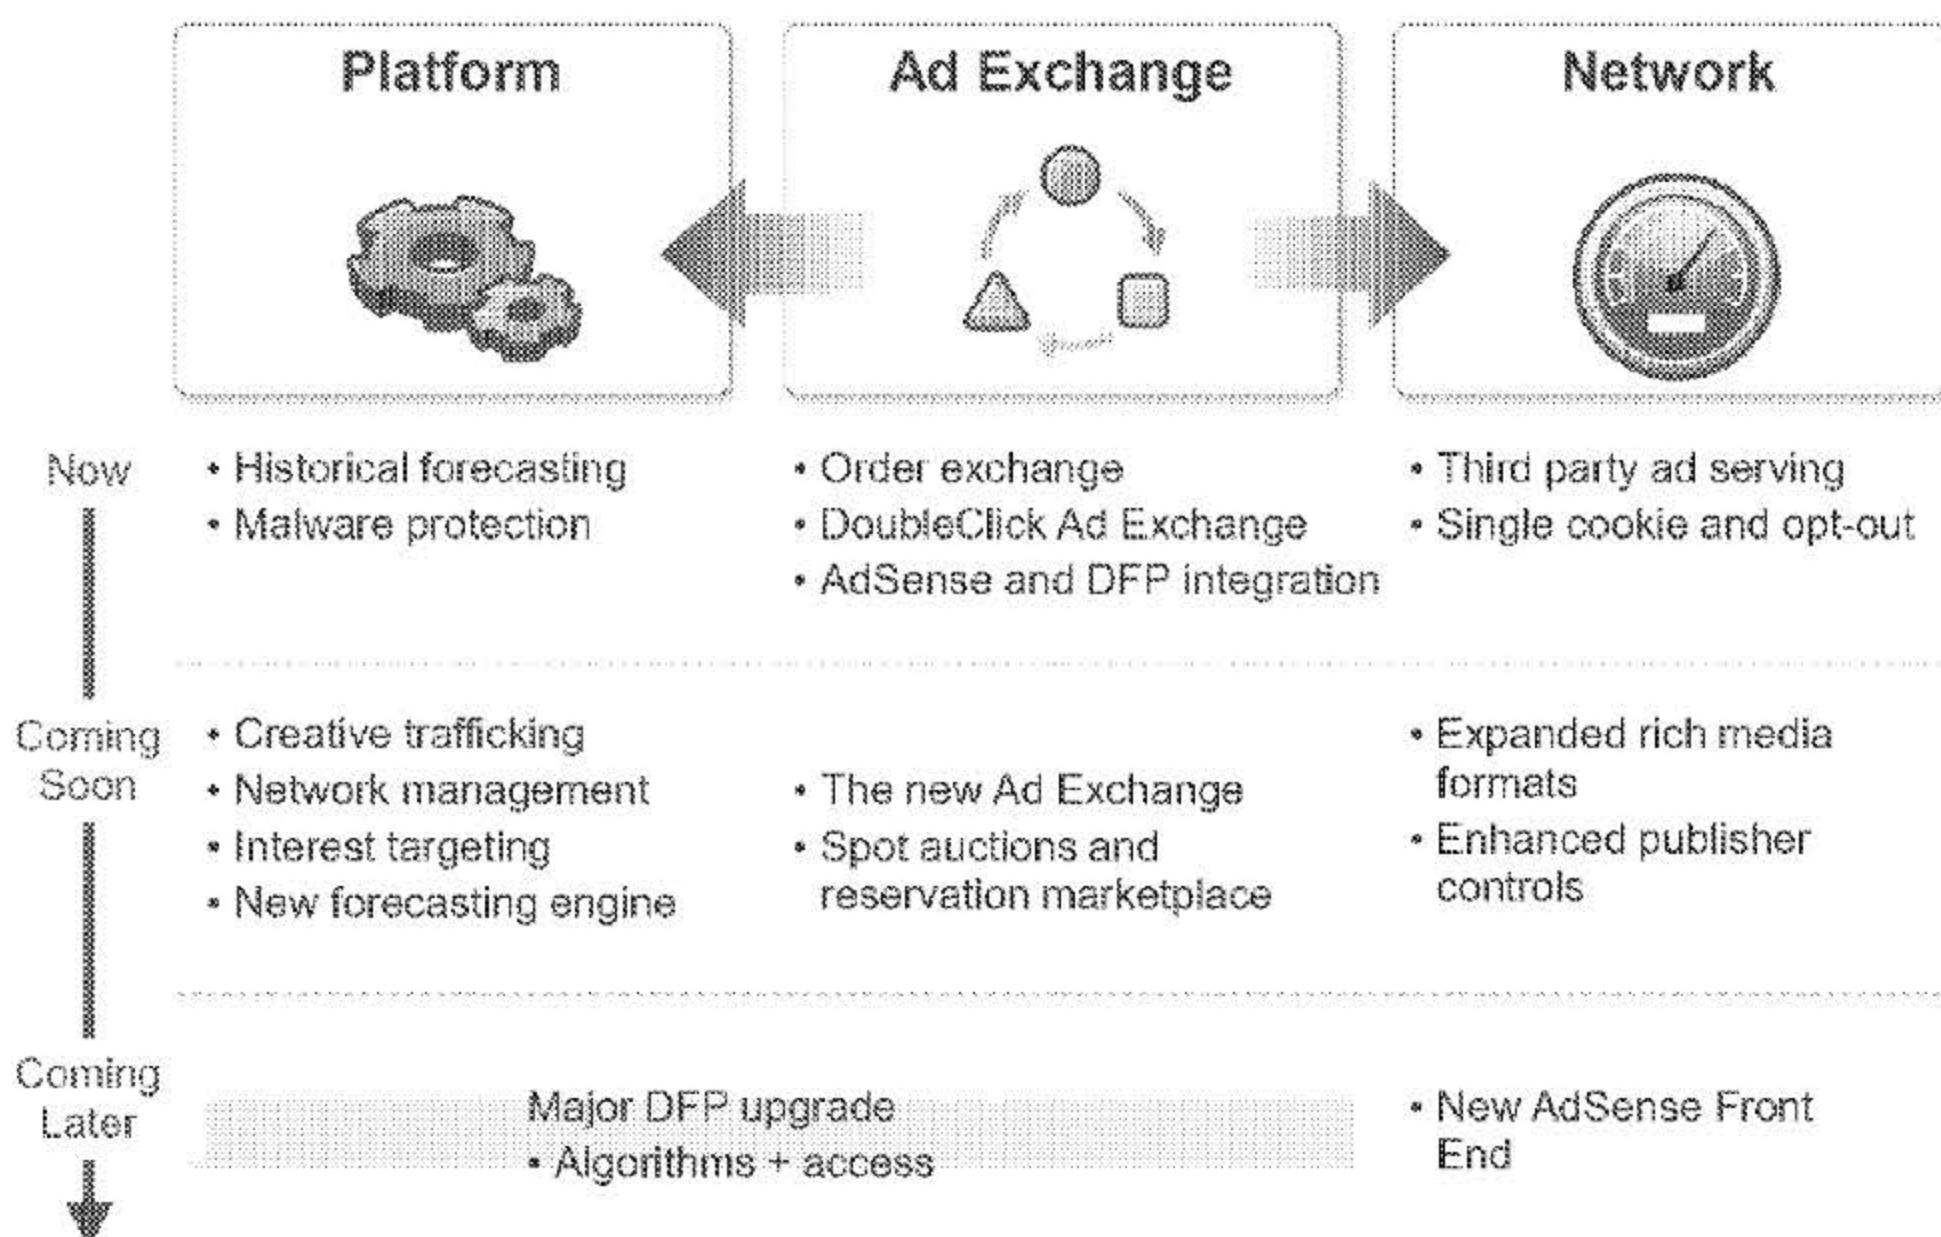 Platform
Ad Exchange
Network
Now
• Historical forecasting
• Malware protection
• Order exchange
• DoubleClick Ad Exchange
• AdSense and DFP integration
• Third party ad serving
• Single cookie and opt-out
Coming
Soon
• Creative trafficking
• Network management
• Interest targeting
• New forecasting engine
• The new Ad Exchange
• Spot auctions and
reservation marketplace
• Expanded rich media
formats
• Enhanced publisher
controls
Coming
Later
Major DFP upgrade
• Algorithms + access
• New AdSense Front
End